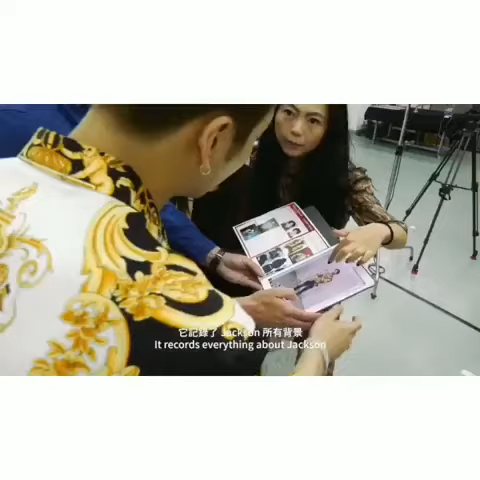 它記錄了 Jackson 所有背景
It records everything about Jackson